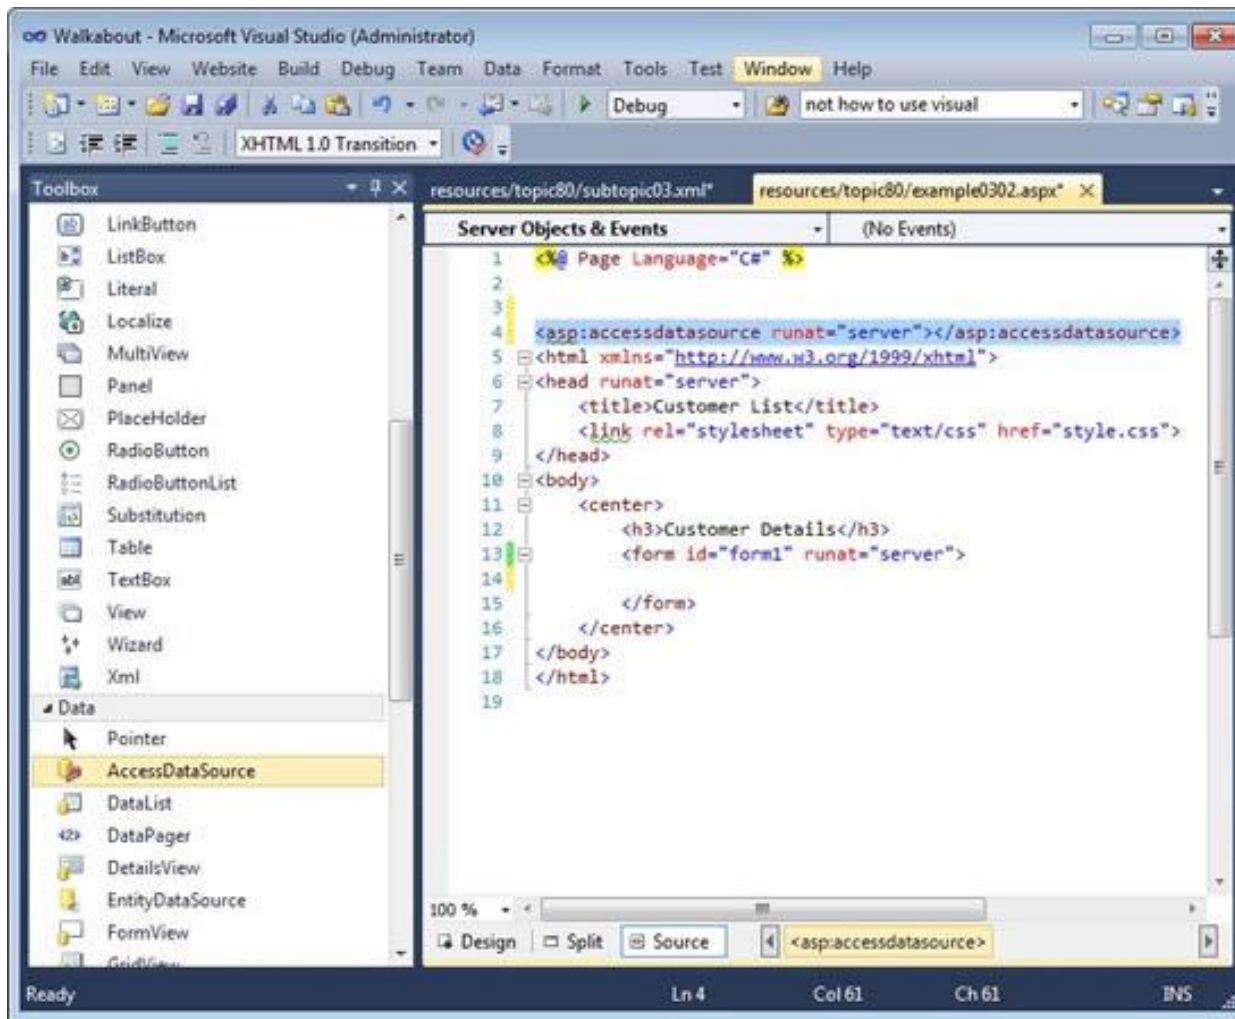 Walkabout - Microsoft Visual Studio (Administrator)
File Edit View Website Build Debug Team Data Format Tools Test Window Help
Debug not how to use visual
XHTML 1.0 Transition
Toolbox
LinkButton
ListBox
Literal
Localize
MultiView
Panel
PlaceHolder
RadioButton
RadioButtonList
Substitution
Table
TextBox
View
Wizard
Xml
Data
Pointer
AccessDataSource
DataList
DataPager
DetailsView
EntityDataSource
FormView
GridView
resources/topic80/subtopic03.xml* resources/topic80/example0302.aspx*
Server Objects & Events (No Events)
1 <%@ Page Language="C#" %>
2
3
4 <asp:accessdatasource runat="server"></asp:accessdatasource>
5 <html xmlns="http://www.w3.org/1999/xhtml">
6 <head runat="server">
7 <title>Customer List</title>
8 <link rel="stylesheet" type="text/css" href="style.css">
9 </head>
10 <body>
11 <center>
12 <h3>Customer Details</h3>
13 <form id="form1" runat="server">
14
15 </form>
16 </center>
17 </body>
18 </html>
19
100 %
Design Split Source <asp:accessdatasource>
Ready Ln 4 Col 61 Ch 61 INS